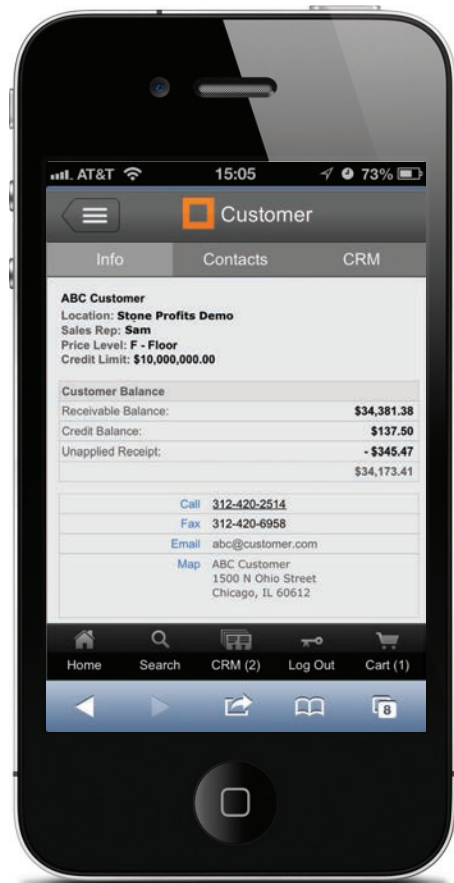 AT&T 15:05 73%
Customer
Info Contacts CRM
ABC Customer
Location: Stone Profits Demo
Sales Rep: Sam
Price Level: F - Floor
Credit Limit: $10,000,000.00
Customer Balance
Receivable Balance: $34,381.38
Credit Balance: $137.50
Unapplied Receipt: - $345.47
$34,173.41
Call 312-420-2514
Fax 312-420-6958
Email abc@customer.com
Map ABC Customer
1500 N Ohio Street
Chicago, IL 60612
Home Search CRM (2) Log Out Cart (1)
8